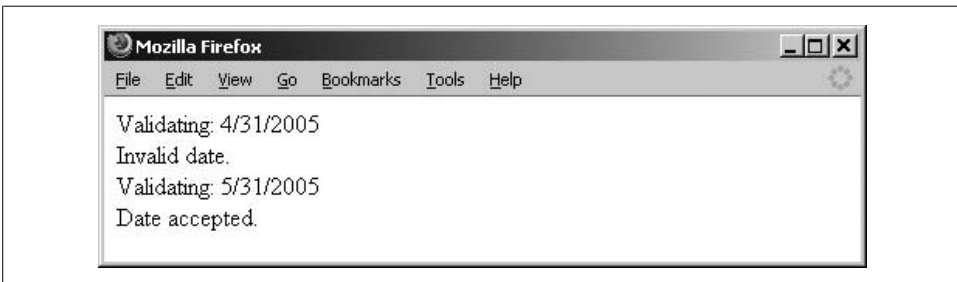 Mozilla Firefox
File Edit View Go Bookmarks Tools Help
Validating: 4/31/2005
Invalid date.
Validating: 5/31/2005
Date accepted.